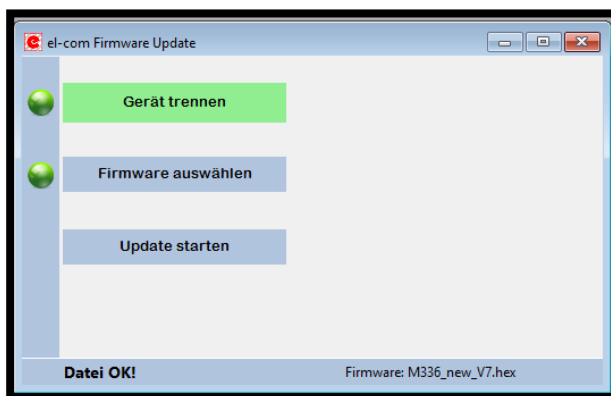 el-com Firmware Update
Gerät trennen
Firmware auswählen
Update starten
Datei OK! Firmware: M336_new_V7.hex